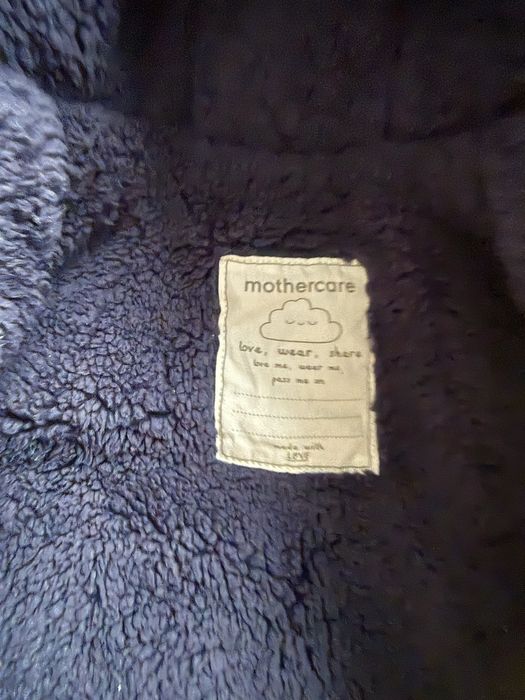 mothercare
love, wear, share
love me, wear me,
pass me on
made with
LOVE